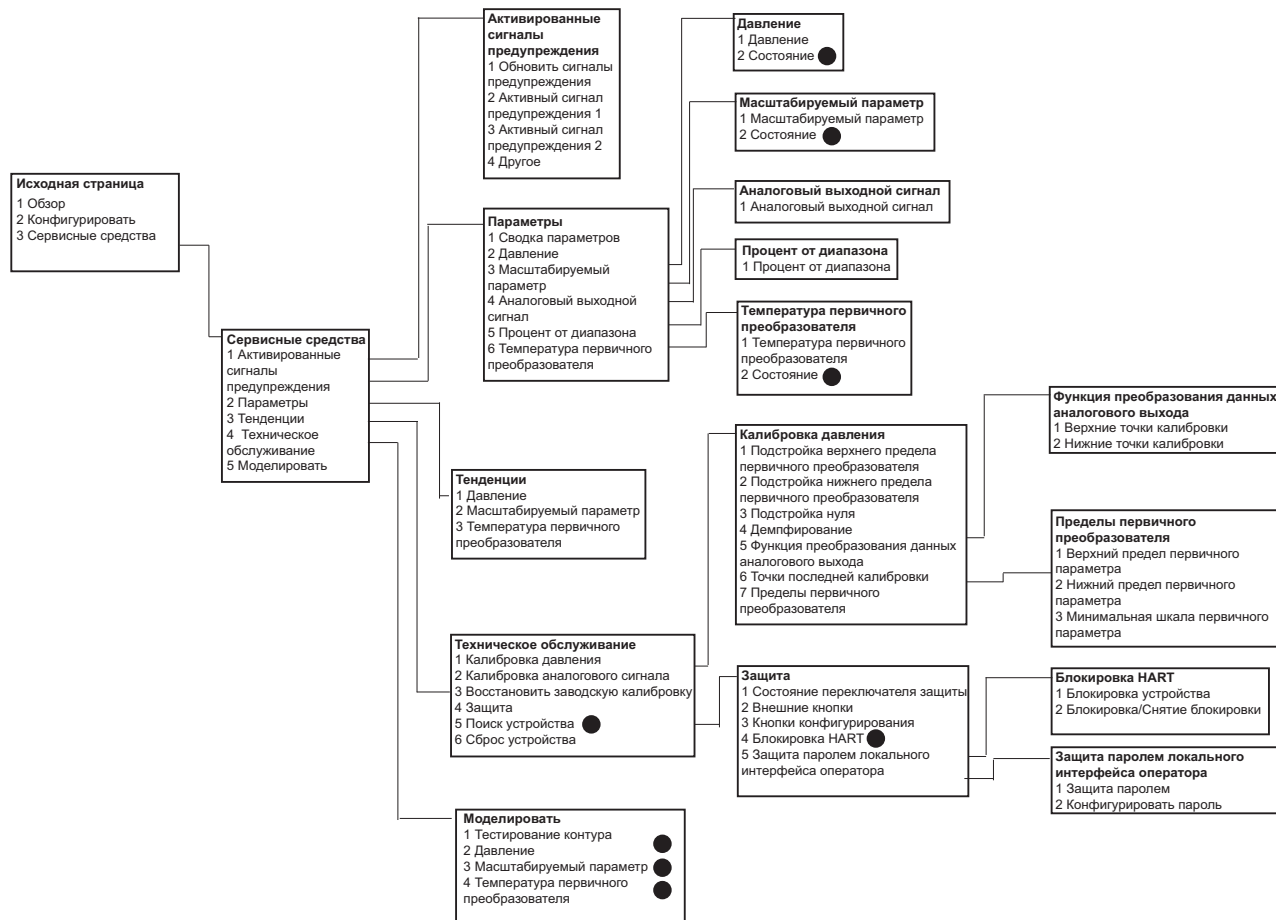 Исходная страница
1 Обзор
2 Конфигурировать
3 Сервисные средства
Сервисные средства
1 Активированные
сигналы
предупреждения
2 Параметры
3 Тенденции
4 Техническое
обслуживание
5 Моделировать
Активированные
сигналы
предупреждения
1 Обновить сигналы
предупреждения
2 Активный сигнал
предупреждения 1
3 Активный сигнал
предупреждения 2
4 Другое
Параметры
1 Сводка параметров
2 Давление
3 Масштабируемый
параметр
4 Аналоговый выходной
сигнал
5 Процент от диапазона
6 Температура первичного
преобразователя
Тенденции
1 Давление
2 Масштабируемый параметр
3 Температура первичного
преобразователя
Техническое обслуживание
1 Калибровка давления
2 Калибровка аналогового сигнала
3 Восстановить заводскую калибровку
4 Защита
5 Поиск устройства
6 Сброс устройства
Моделировать
1 Тестирование контура
2 Давление
3 Масштабируемый параметр
4 Температура первичного
преобразователя
Давление
1 Давление
2 Состояние
Масштабируемый параметр
1 Масштабируемый параметр
2 Состояние
Аналоговый выходной сигнал
1 Аналоговый выходной сигнал
Процент от диапазона
1 Процент от диапазона
Температура первичного
преобразователя
1 Температура первичного
преобразователя
2 Состояние
Калибровка давления
1 Подстройка верхнего предела
первичного преобразователя
2 Подстройка нижнего предела
первичного преобразователя
3 Подстройка нуля
4 Демпфирование
5 Функция преобразования данных
аналогового выхода
6 Точки последней калибровки
7 Пределы первичного
преобразователя
Защита
1 Состояние переключателя защиты
2 Внешние кнопки
3 Кнопки конфигурирования
4 Блокировка HART
5 Защита паролем локального
интерфейса оператора
Функция преобразования данных
аналогового выхода
1 Верхние точки калибровки
2 Нижние точки калибровки
Пределы первичного
преобразователя
1 Верхний предел первичного
параметра
2 Нижний предел первичного
параметра
3 Минимальная шкала первичного
параметра
Блокировка HART
1 Блокировка устройства
2 Блокировка/Снятие блокировки
Защита паролем локального
интерфейса оператора
1 Защита паролем
2 Конфигурировать пароль